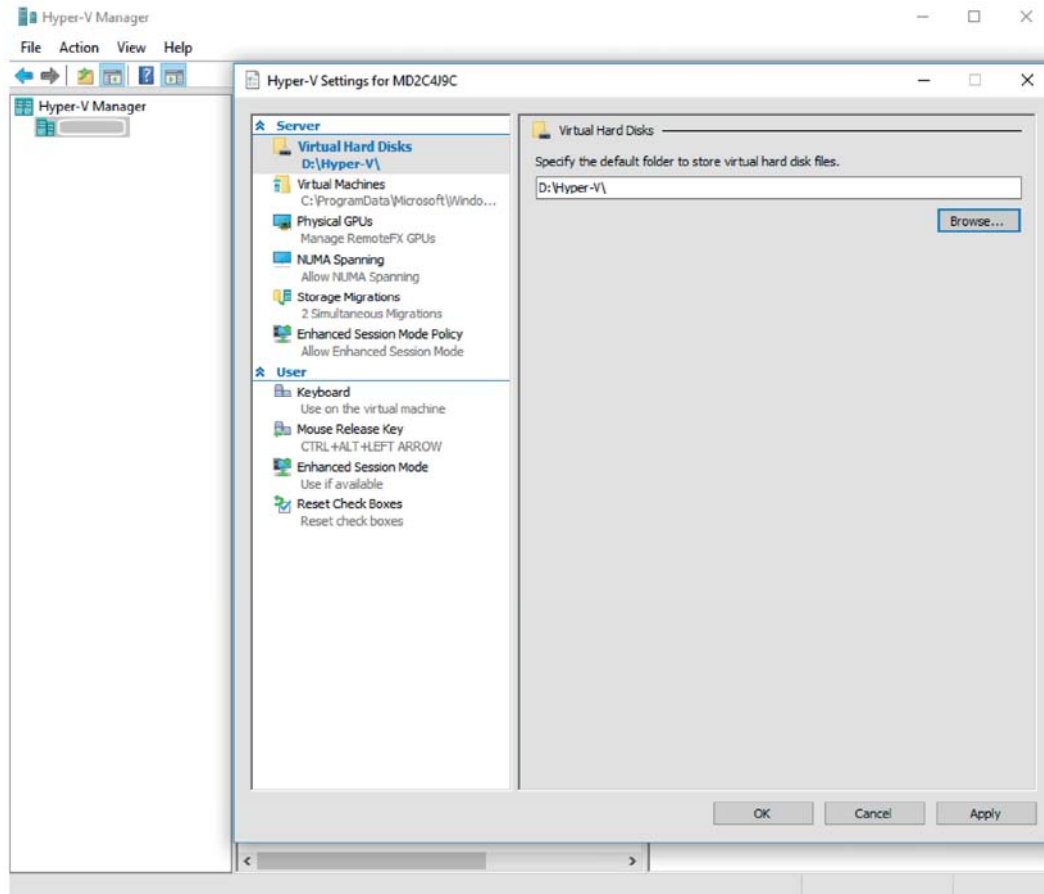 Hyper-V Manager
File Action View Help
Hyper-V Manager
Hyper-V Settings for MD2C4J9C
Server
Virtual Hard Disks
D:\Hyper-V\
Virtual Machines
C:\ProgramData\Microsoft\Windo...
Physical GPUs
Manage RemoteFX GPUs
NUMA Spanning
Allow NUMA Spanning
Storage Migrations
2 Simultaneous Migrations
Enhanced Session Mode Policy
Allow Enhanced Session Mode
User
Keyboard
Use on the virtual machine
Mouse Release Key
CTRL+ALT+LEFT ARROW
Enhanced Session Mode
Use if available
Reset Check Boxes
Reset check boxes
Virtual Hard Disks
Specify the default folder to store virtual hard disk files.
D:\Hyper-V\
Browse...
OK Cancel Apply